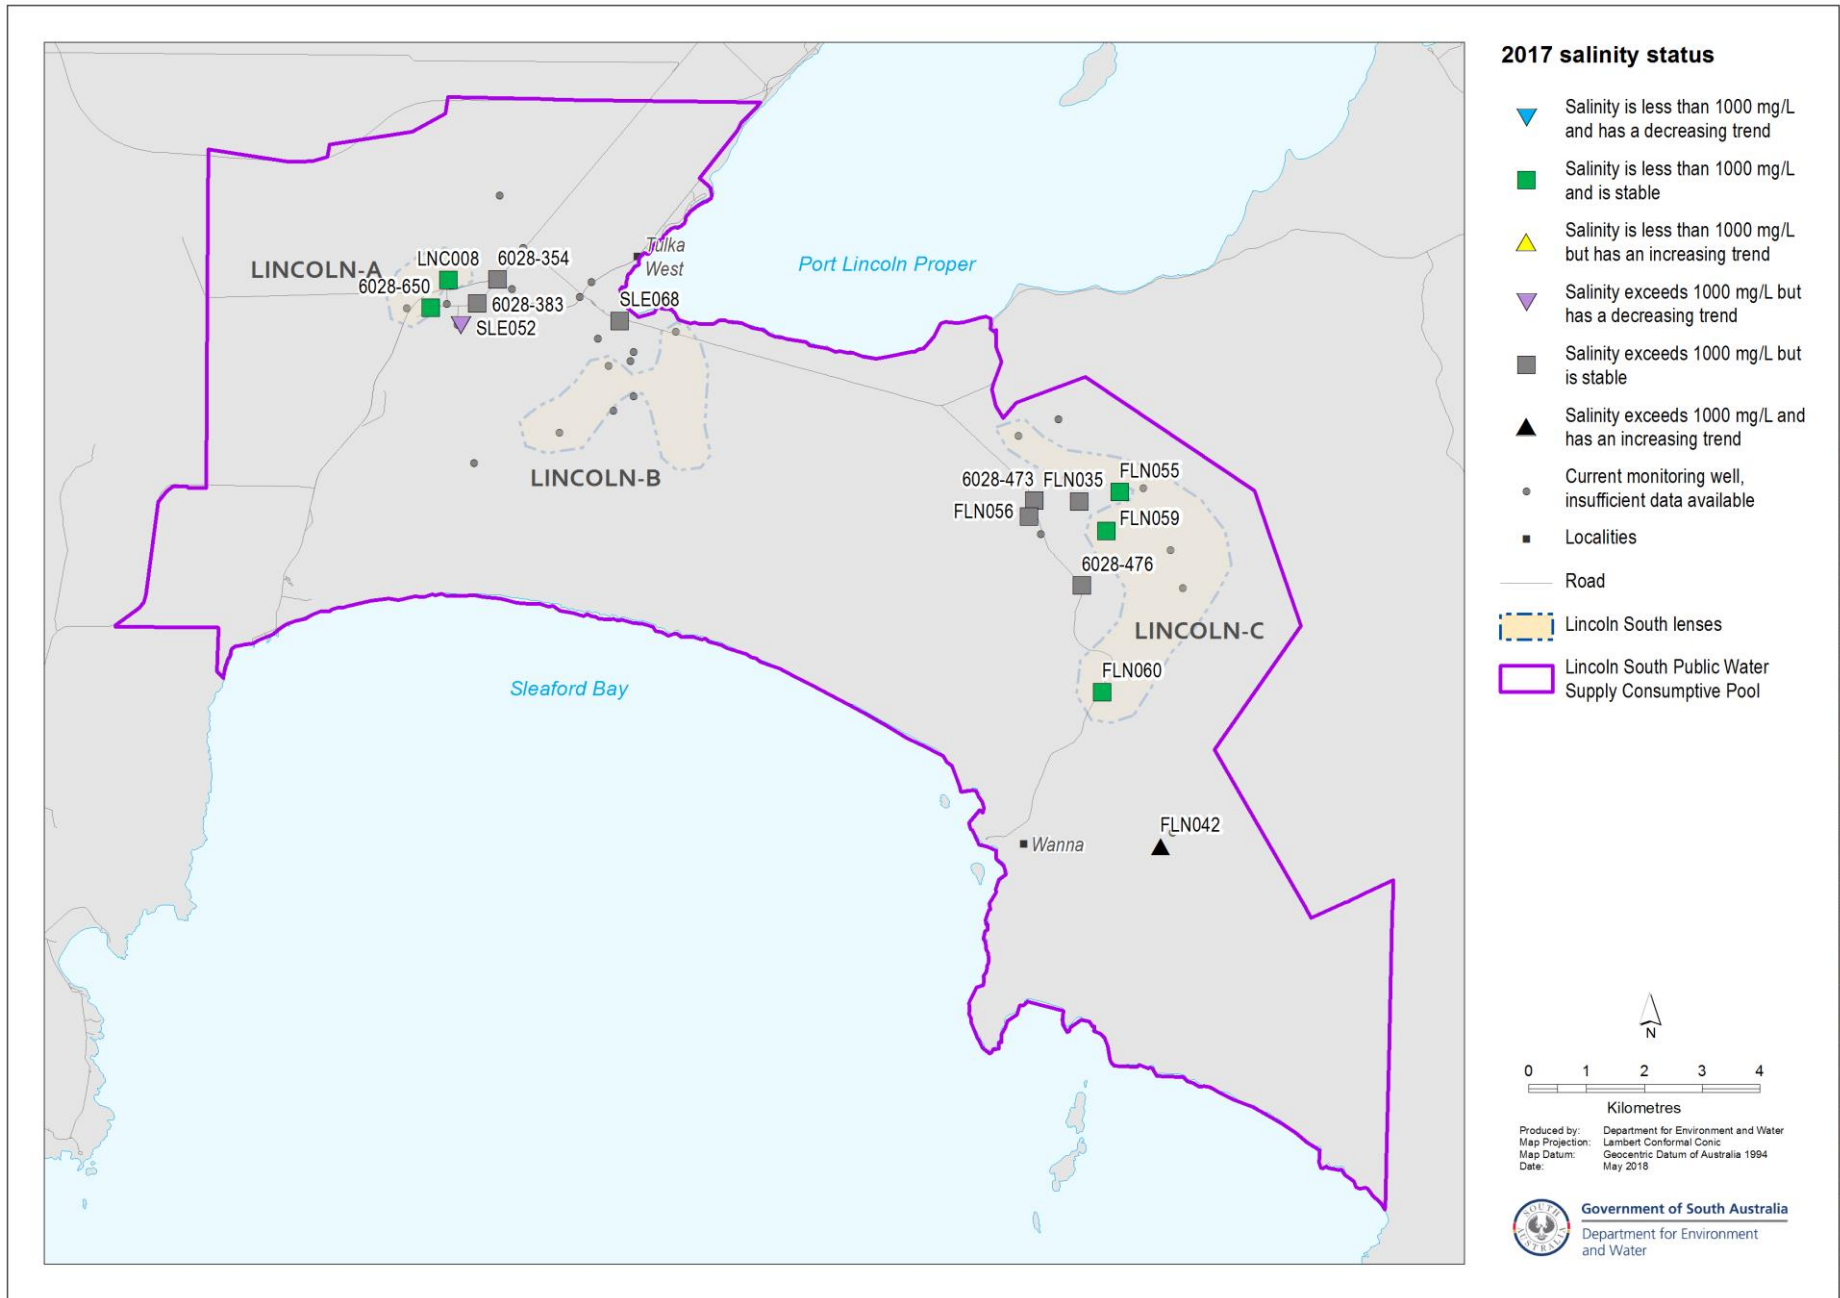 LINCOLN-A
LNC008
6028-354
6028-650
6028-383
SLE052
Tulka
West
SLE068
Port Lincoln Proper
LINCOLN-B
6028-473
FLN035
FLN055
FLN056
FLN059
6028-476
LINCOLN-C
FLN060
Sleaford Bay
FLN042
Wanna
2017 salinity status
Salinity is less than 1000 mg/L
and has a decreasing trend
Salinity is less than 1000 mg/L
and is stable
Salinity is less than 1000 mg/L
but has an increasing trend
Salinity exceeds 1000 mg/L but
has a decreasing trend
Salinity exceeds 1000 mg/L but
is stable
Salinity exceeds 1000 mg/L and
has an increasing trend
Current monitoring well,
insufficient data available
Localities
Road
Lincoln South lenses
Lincoln South Public Water
Supply Consumptive Pool
N
0 1 2 3 4
Kilometres
Produced by: Department for Environment and Water
Map Projection: Lambert Conformal Conic
Map Datum: Geocentric Datum of Australia 1994
Date: May 2018
SOUTH AUSTRALIA
Government of South Australia
Department for Environment
and Water